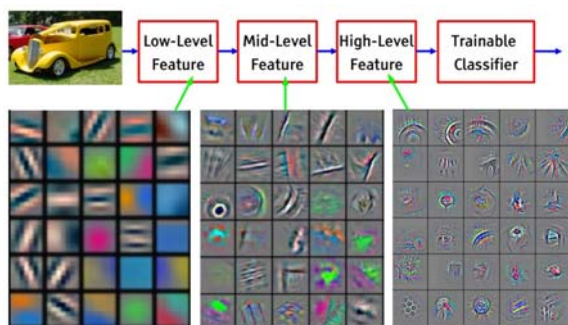 Low-Level
Feature
Mid-Level
Feature
High-Level
Feature
Trainable
Classifier